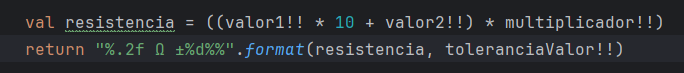 val resistencia = ((valor1!! * 10 + valor2!!) * multiplicador!!)
return "%.2f Ω ±%d%%".format(resistencia, toleranciaValor!!)